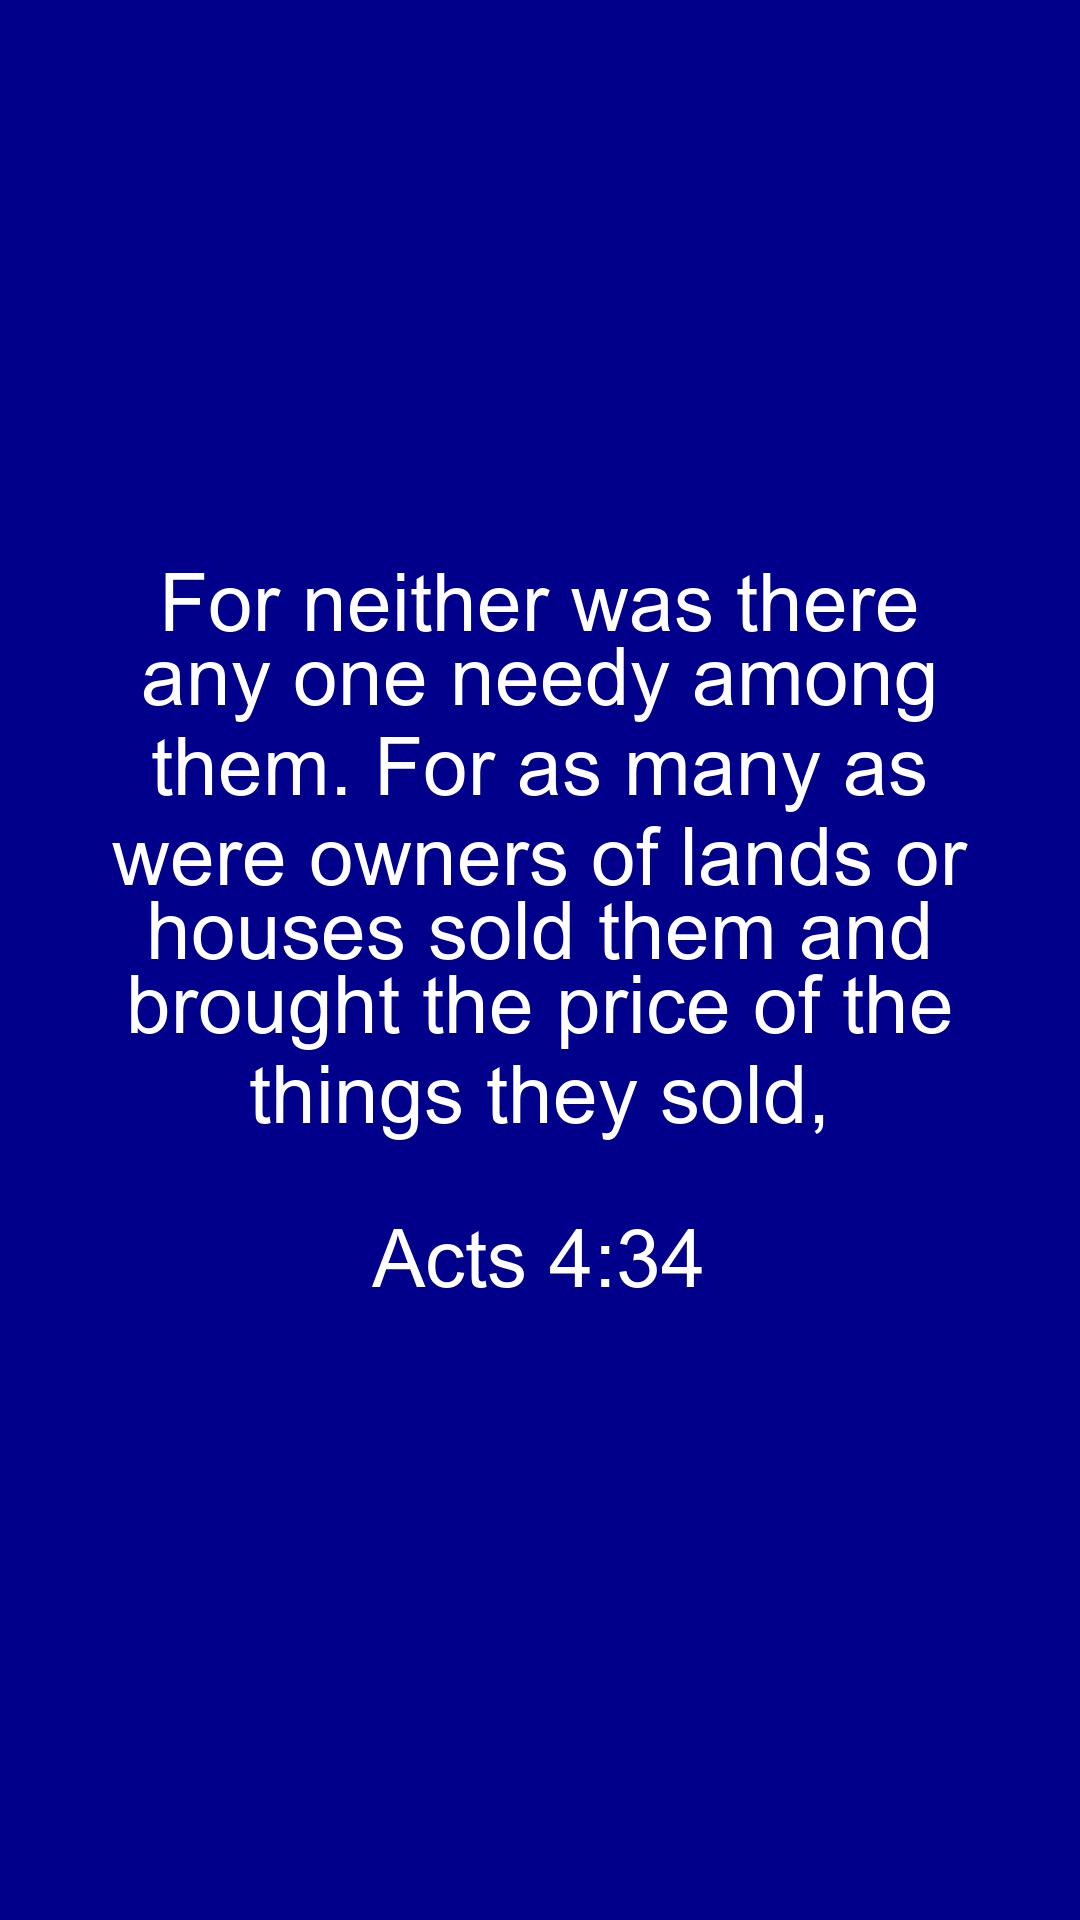 For neither was there
any one needy among
them. For as many as
were owners of lands or
houses sold them and
brought the price of the
things they sold,
Acts 4:34